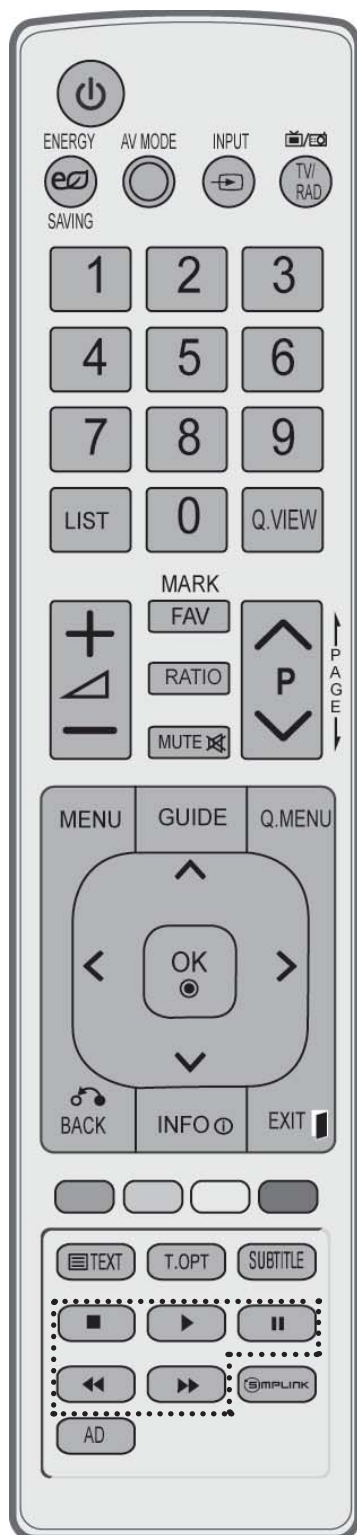 ENERGY AV MODE INPUT
TV/
RAD
SAVING
1 2 3
4 5 6
7 8 9
LIST 0 Q.VIEW
MARK
FAV
P
PAGE
RATIO
MUTE
MENU GUIDE Q.MENU
OK
BACK INFO EXIT
TEXT T.OPT SUBTITLE
SIMPLINK
AD